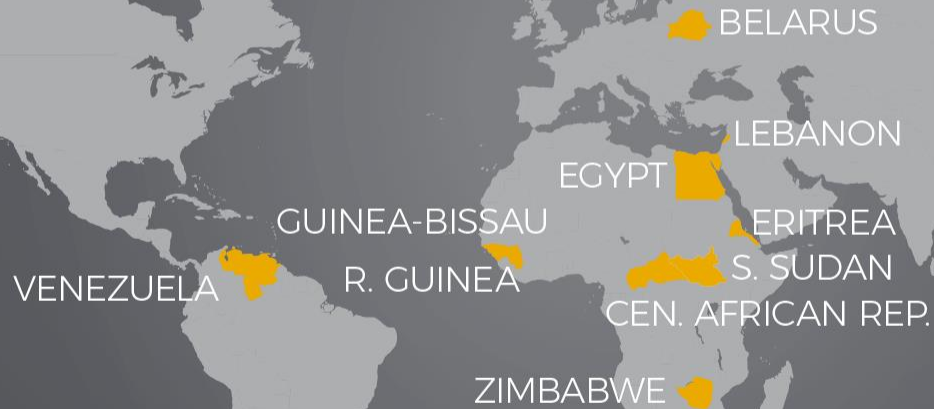 BELARUS
LEBANON
EGYPT
GUINEA-BISSAU
ERITREA
R. GUINEA
S. SUDAN
VENEZUELA
CEN. AFRICAN REP.
ZIMBABWE